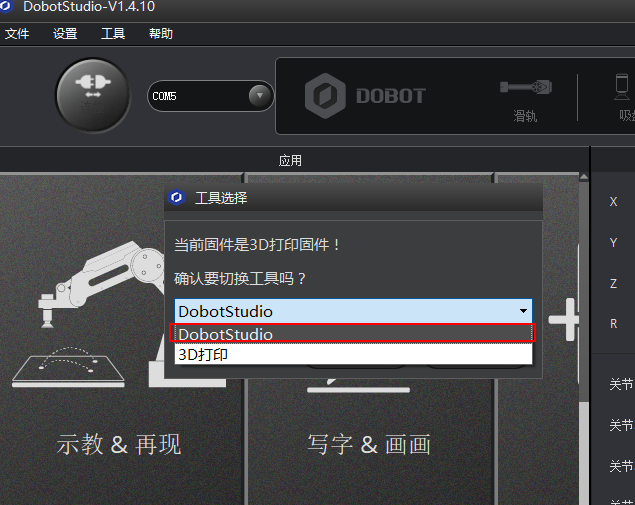 DobotStudio-V1.4.10
文件 设置 工具 帮助
COM5
DOBOT
滑轨
应用
工具选择
当前固件是3D打印固件！
确认要切换工具吗？
DobotStudio
DobotStudio
3D打印
示教 & 再现
写字 & 画画
X
Y
Z
R
关节
关节
关节